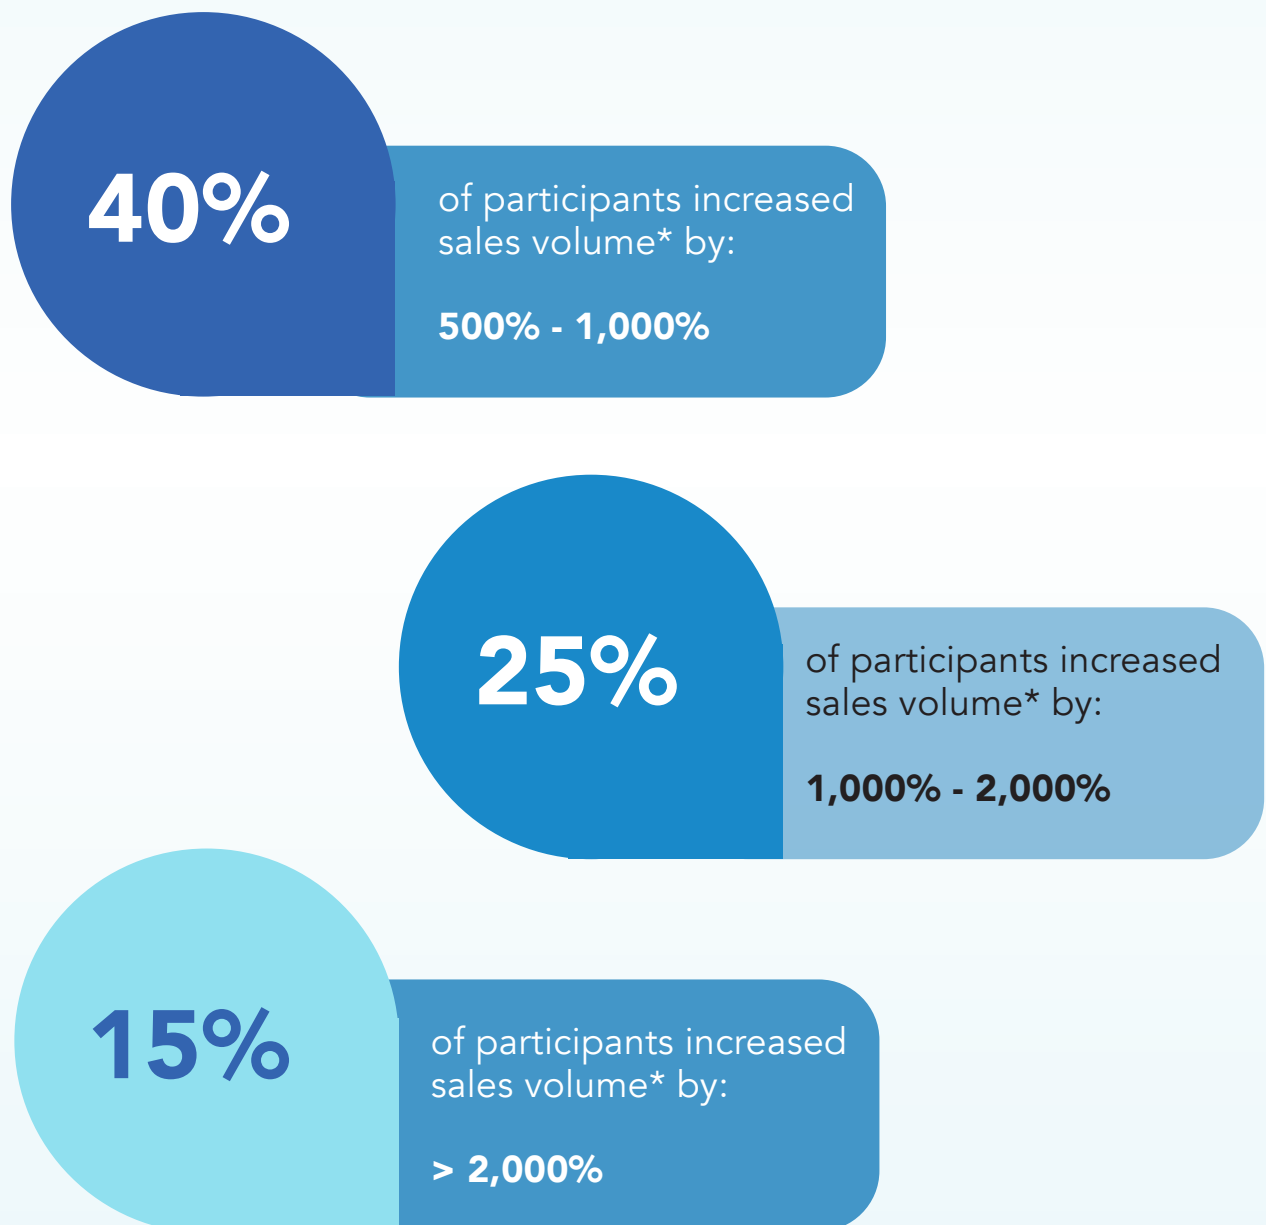 40%
of participants increased
sales volume* by:
500% - 1,000%
25%
of participants increased
sales volume* by:
1,000% - 2,000%
15%
of participants increased
sales volume* by:
> 2,000%